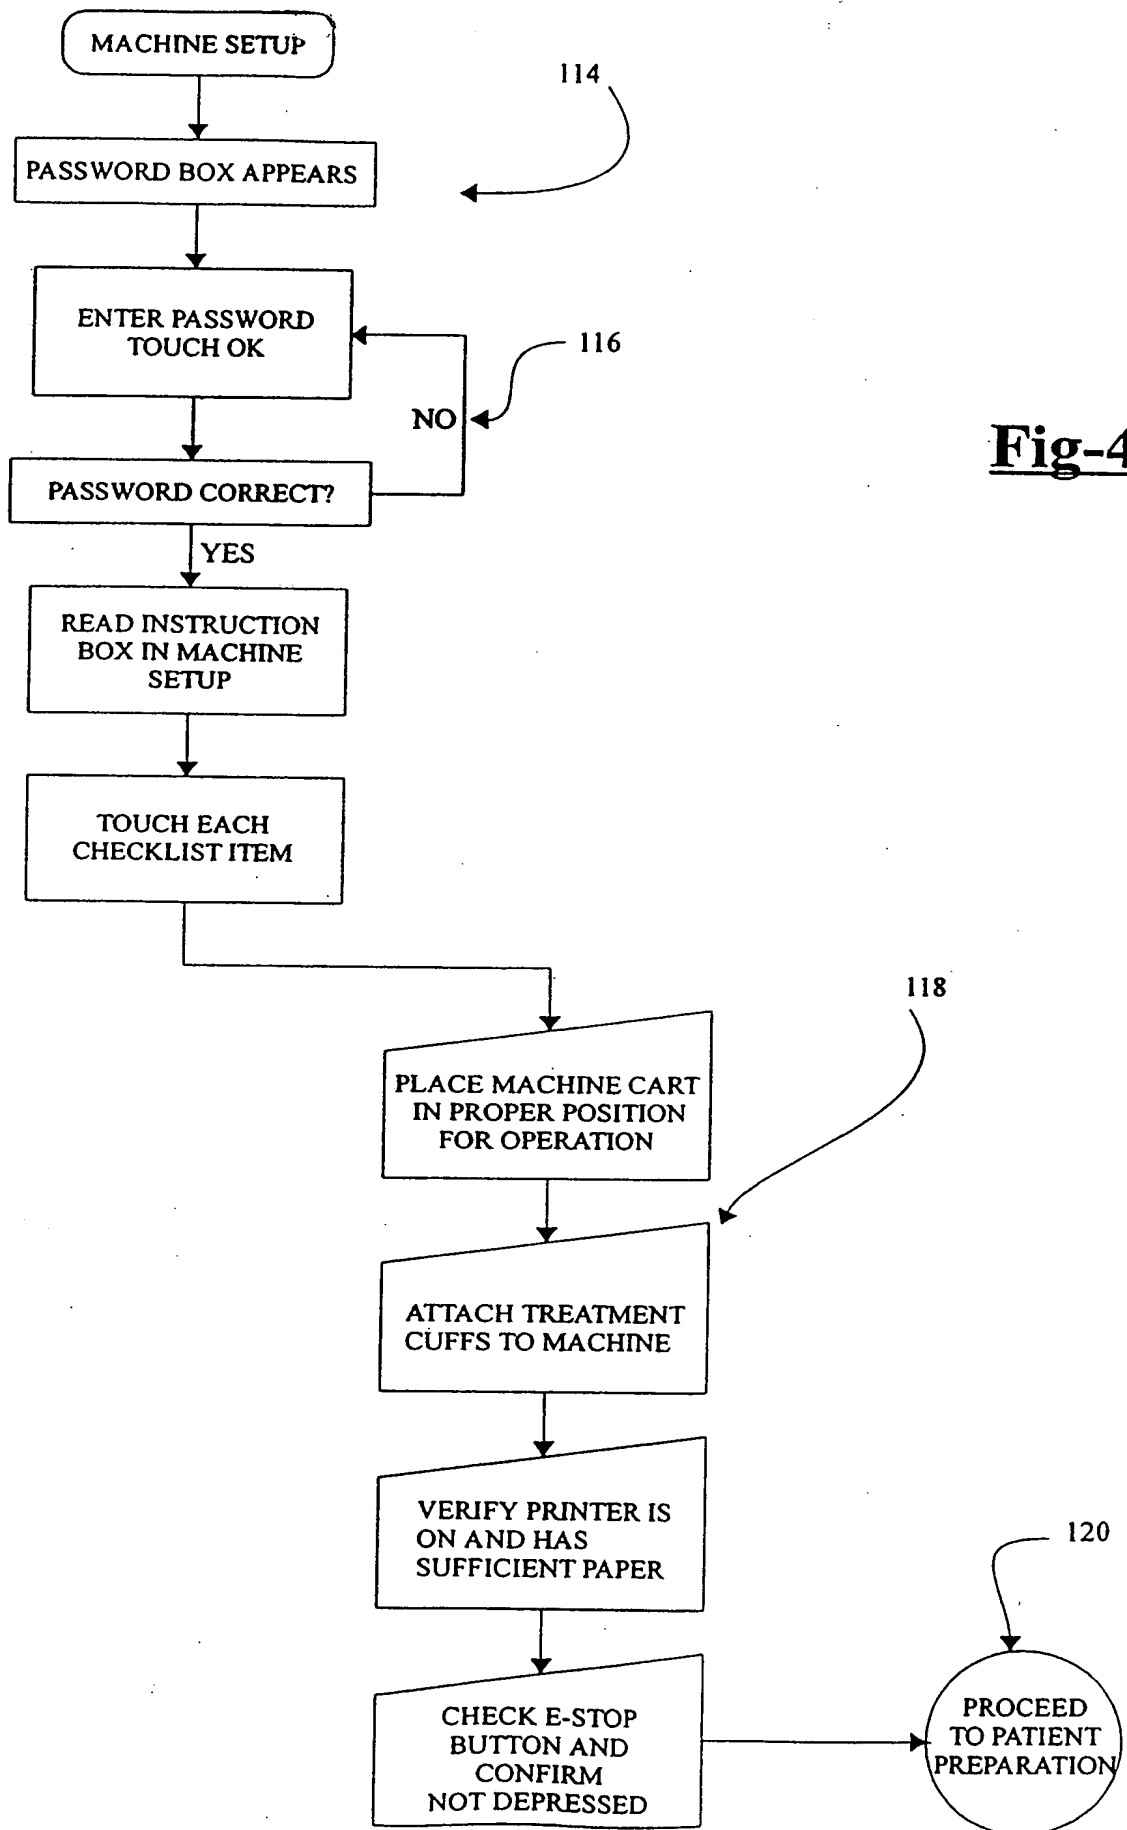 MACHINE SETUP
114
PASSWORD BOX APPEARS
ENTER PASSWORD
TOUCH OK
116
NO
Fig-4
PASSWORD CORRECT?
YES
READ INSTRUCTION
BOX IN MACHINE
SETUP
TOUCH EACH
CHECKLIST ITEM
118
PLACE MACHINE CART
IN PROPER POSITION
FOR OPERATION
ATTACH TREATMENT
CUFFS TO MACHINE
VERIFY PRINTER IS
ON AND HAS
SUFFICIENT PAPER
120
CHECK E-STOP
BUTTON AND
CONFIRM
NOT DEPRESSED
PROCEED
TO PATIENT
PREPARATION